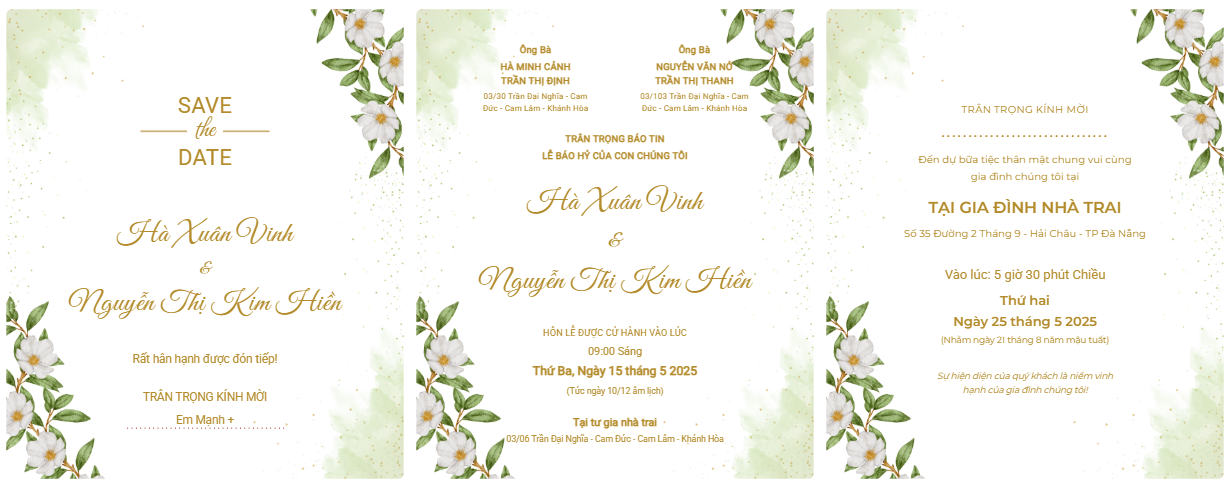 SAVE
the
DATE
Hà Xuân Vinh
&
Nguyễn Thị Kim Hiền
Rất hân hạnh được đón tiếp!
TRÂN TRỌNG KÍNH MỜI
Em Mạnh +
Ông Bà
HÀ MINH CẢNH
TRẦN THỊ ĐỊNH
03/30 Trần Đại Nghĩa - Cam
Đức - Cam Lâm - Khánh Hòa
Ông Bà
NGUYỄN VĂN NỞ
TRẦN THỊ THANH
03/103 Trần Đại Nghĩa - Cam
Đức - Cam Lâm - Khánh Hòa
TRÂN TRỌNG BÁO TIN
LỄ BÁO HỶ CỦA CON CHÚNG TÔI
Hà Xuân Vinh
&
Nguyễn Thị Kim Hiền
HÔN LỄ ĐƯỢC CỬ HÀNH VÀO LÚC
09:00 Sáng
Thứ Ba, Ngày 15 tháng 5 2025
(Tức ngày 10/12 âm lịch)
Tại tư gia nhà trai
03/06 Trần Đại Nghĩa - Cam Đức - Cam Lâm - Khánh Hòa
TRÂN TRỌNG KÍNH MỜI
Đến dự bữa tiệc thân mật chung vui cùng
gia đình chúng tôi tại
TẠI GIA ĐÌNH NHÀ TRAI
Số 35 Đường 2 Tháng 9 - Hải Châu - TP Đà Nẵng
Vào lúc: 5 giờ 30 phút Chiều
Thứ hai
Ngày 25 tháng 5 2025
(Nhằm ngày 21 tháng 8 năm mậu tuất)
Sự hiện diện của quý khách là niềm vinh
hạnh của gia đình chúng tôi!